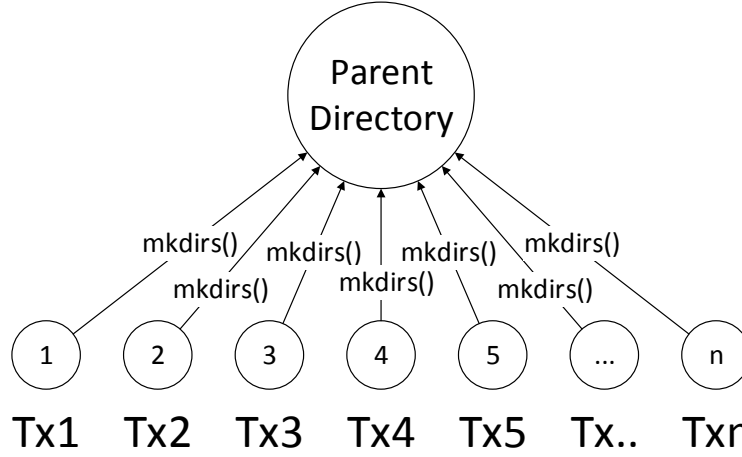 Parent
Directory
mkdirs()
mkdirs()
mkdirs()
mkdirs()
mkdirs()
mkdirs()
mkdirs()
1 2 3 4 5 ... n
Tx1 Tx2 Tx3 Tx4 Tx5 Tx.. Txn